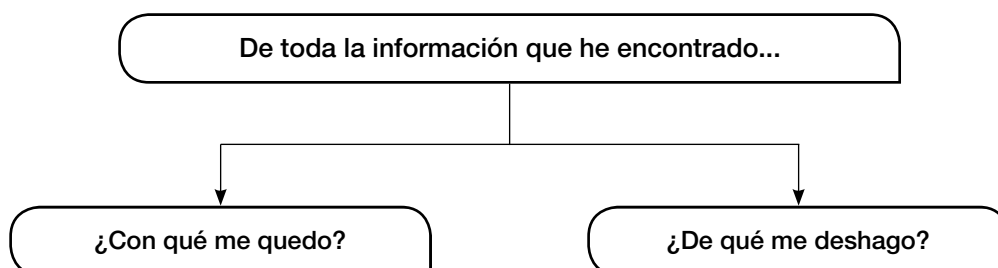 De toda la información que he encontrado...
¿Con qué me quedo?
¿De qué me deshago?